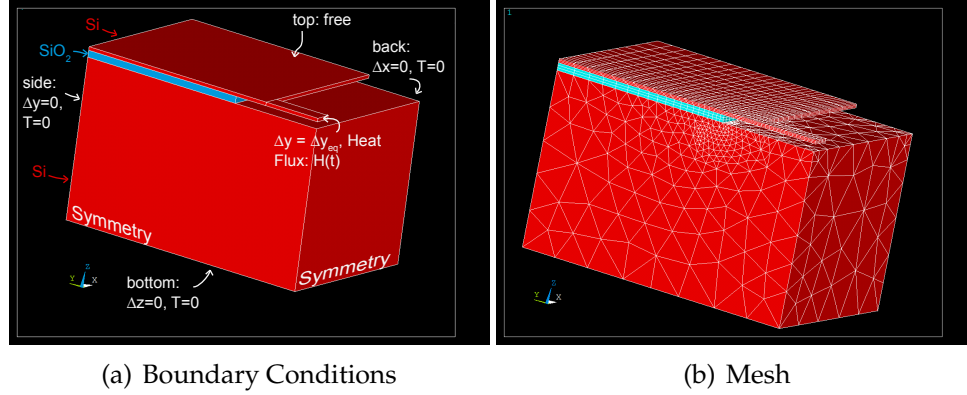 Si
top: free
SiO₂
back:
Δx=0, T=0
side:
Δy=0,
T=0
Δy = Δy_eq, Heat
Flux: H(t)
Si
Symmetry
Symmetry
bottom:
Δz=0, T=0
Z
Y
X
(a) Boundary Conditions
1
Z
Y
X
(b) Mesh